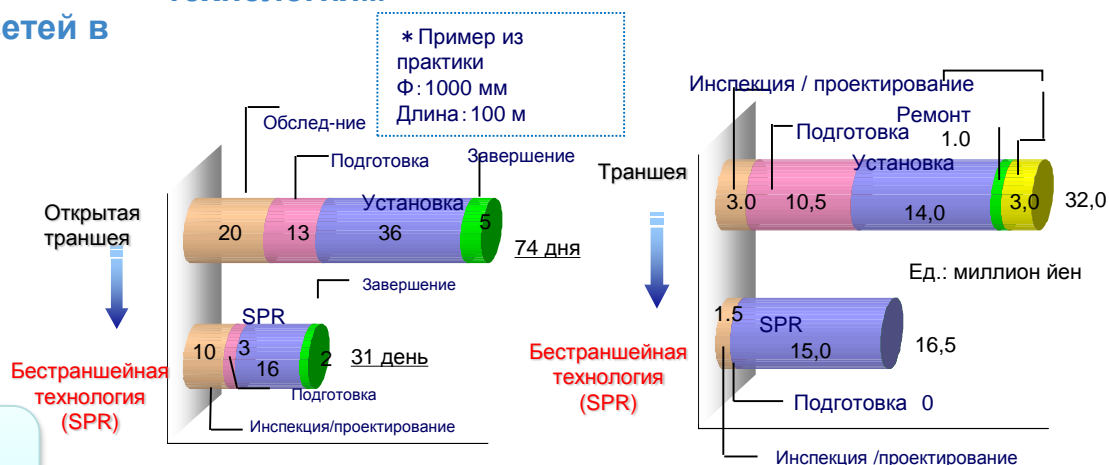 сетей в
＊Пример из
практики
Ф：1000 мм
Длина：100 м
Обслед-ние
Подготовка
Завершение
Установка
Открытая
траншея
20
13
36
5
74 дня
Завершение
SPR
10
3
16
2
31 день
Бестраншейная
технология
(SPR)
Подготовка
Инспекция/проектирование
Инспекция / проектирование
Ремонт
Подготовка
1.0
Установка
Траншея
3.0
10,5
14,0
3,0
32,0
Ед.: миллион йен
1.5
SPR
15,0
16,5
Бестраншейная
технология
(SPR)
Подготовка 0
Инспекция /проектирование